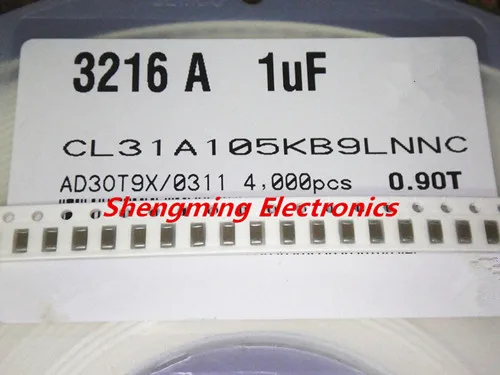 3216 A 1uF
CL31A105KB9LNNC
AD30T9X/0311 4,000pcs 0.90T
Shengming Electronics